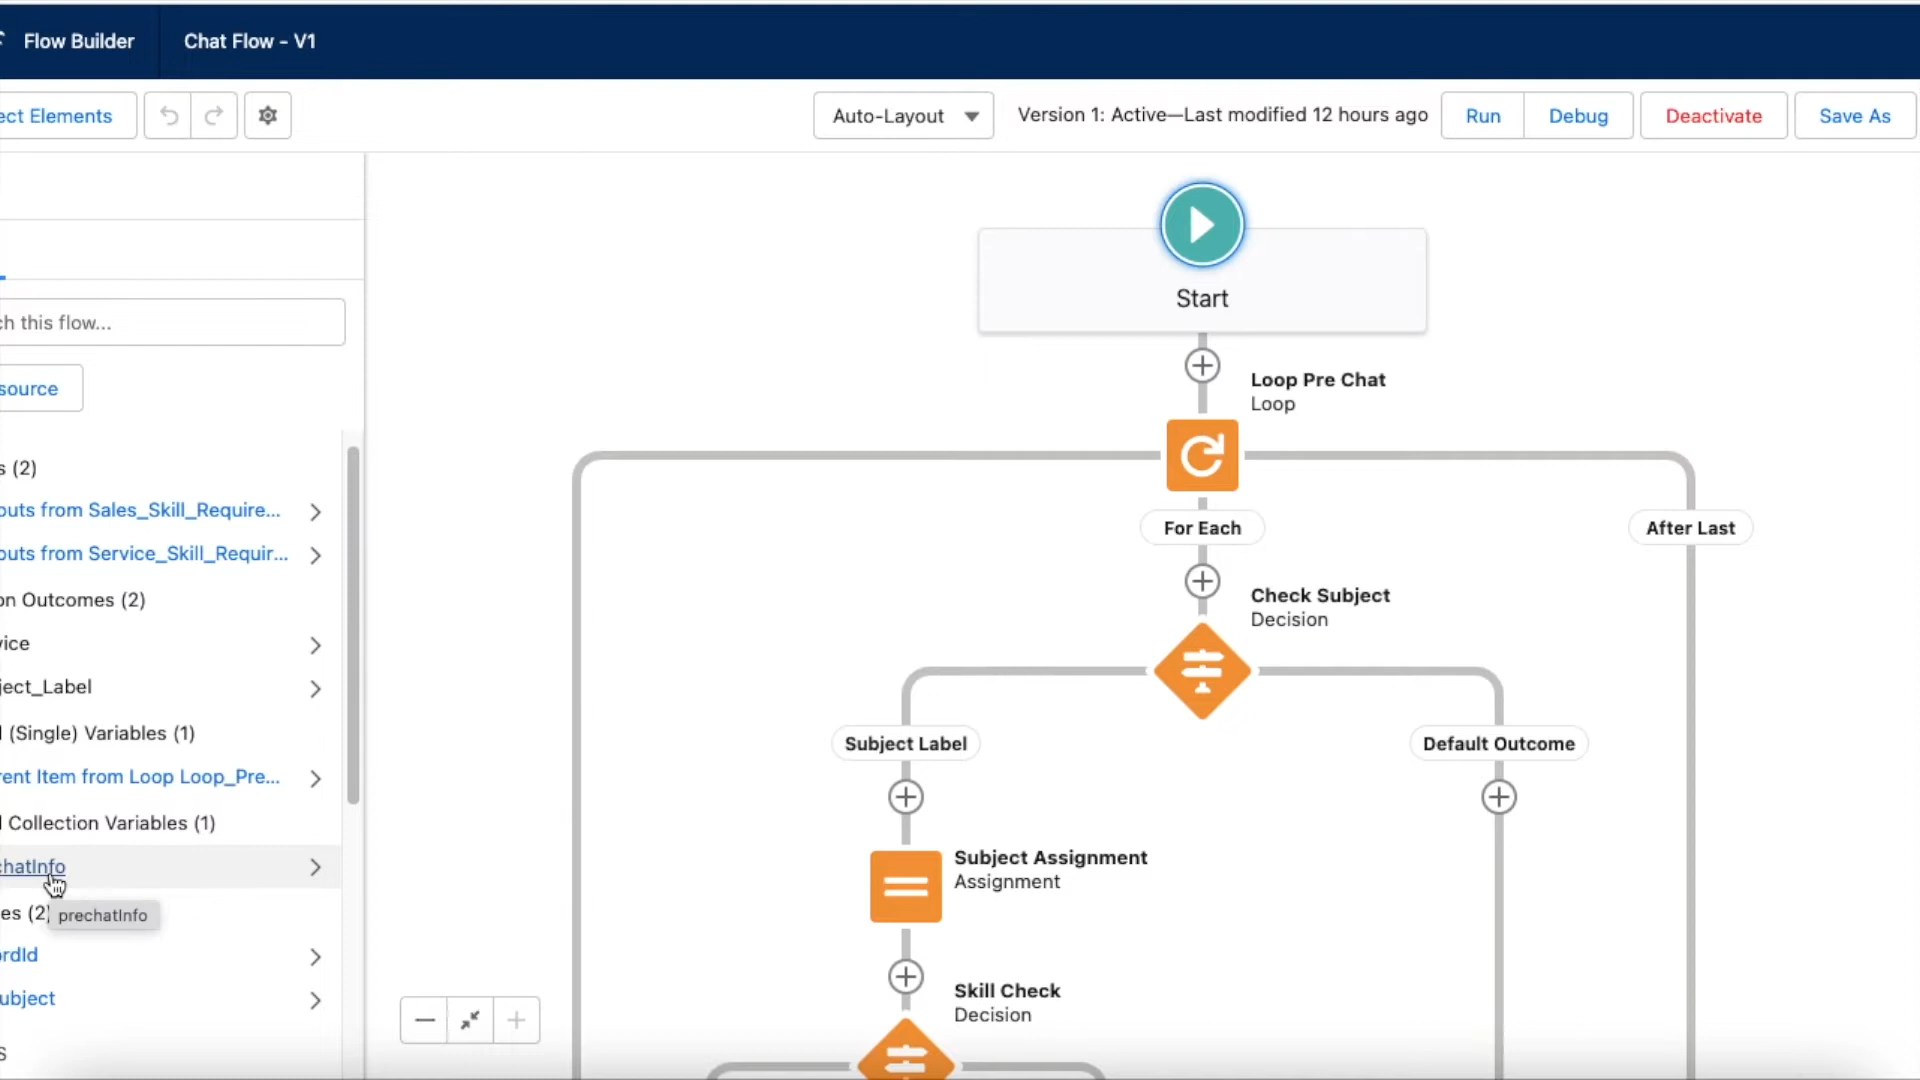 Flow Builder
Chat Flow - V1
ect Elements
Auto-Layout
Version 1: Active—Last modified 12 hours ago
Run
Debug
Deactivate
Save As
ch this flow...
source
s (2)
outs from Sales_Skill_Require...
outs from Service_Skill_Requir...
on Outcomes (2)
vice
ject_Label
(Single) Variables (1)
rent Item from Loop Loop_Pre...
Collection Variables (1)
chatInfo
es (2)
prechatInfo
ordId
ubject
S
Start
Loop Pre Chat
Loop
For Each
After Last
Check Subject
Decision
Subject Label
Default Outcome
Subject Assignment
Assignment
Skill Check
Decision